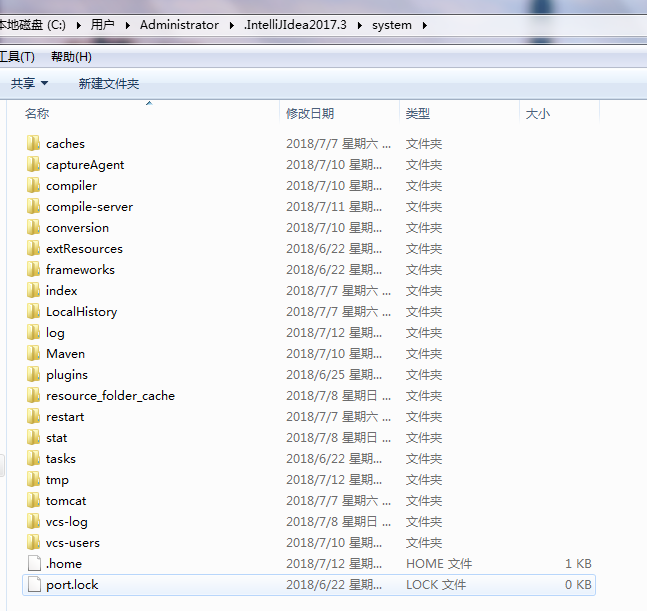 本地磁盘 (C:) ▸ 用户 ▸ Administrator ▸ .IntelliJIdea2017.3 ▸ system ▸
工具(T) 帮助(H)
共享 ▼ 新建文件夹
名称 修改日期 类型 大小
caches 2018/7/7 星期六 ... 文件夹
captureAgent 2018/7/10 星期... 文件夹
compiler 2018/7/10 星期... 文件夹
compile-server 2018/7/11 星期... 文件夹
conversion 2018/7/10 星期... 文件夹
extResources 2018/6/22 星期... 文件夹
frameworks 2018/6/22 星期... 文件夹
index 2018/7/7 星期六 ... 文件夹
LocalHistory 2018/7/7 星期六 ... 文件夹
log 2018/7/12 星期... 文件夹
Maven 2018/7/10 星期... 文件夹
plugins 2018/6/25 星期... 文件夹
resource_folder_cache 2018/7/8 星期日 ... 文件夹
restart 2018/7/7 星期六 ... 文件夹
stat 2018/7/8 星期日 ... 文件夹
tasks 2018/6/22 星期... 文件夹
tmp 2018/7/12 星期... 文件夹
tomcat 2018/7/7 星期六 ... 文件夹
vcs-log 2018/7/8 星期日 ... 文件夹
vcs-users 2018/7/10 星期... 文件夹
.home 2018/7/12 星期... HOME 文件 1 KB
port.lock 2018/6/22 星期... LOCK 文件 0 KB